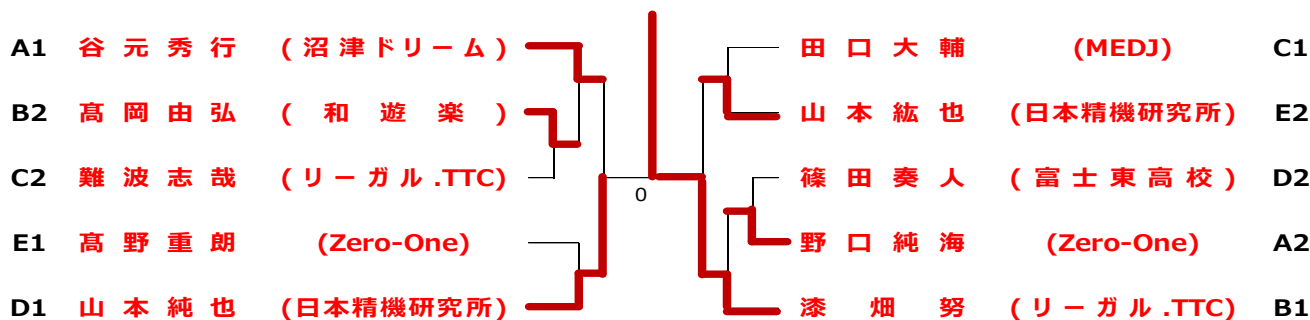 A1 谷元秀行 (沼津ドリーム)
B2 髙岡由弘 (和遊楽)
C2 難波志哉 (リーガル.TTC)
E1 髙野重朗 (Zero-One)
D1 山本純也 (日本精機研究所)
0
田口大輔 (MEDJ) C1
山本紘也 (日本精機研究所) E2
篠田奏人 (富士東高校) D2
野口純海 (Zero-One) A2
漆畑努 (リーガル.TTC) B1